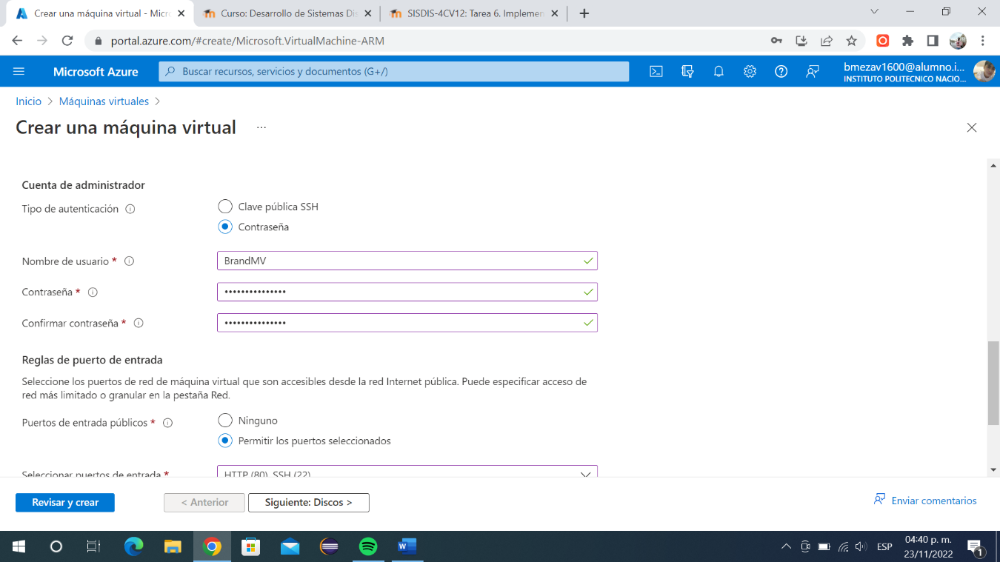 Crear una máquina virtual - Micr
Curso: Desarrollo de Sistemas Dis
SISDIS-4CV12: Tarea 6. Implemen
portal.azure.com/#create/Microsoft.VirtualMachine-ARM
Microsoft Azure
Buscar recursos, servicios y documentos (G+/)
bmezav1600@alumno.i...
INSTITUTO POLITECNICO NACIO...
Inicio > Máquinas virtuales >
Crear una máquina virtual ...
Cuenta de administrador
Tipo de autenticación
Clave pública SSH
Contraseña
Nombre de usuario *
BrandMV
Contraseña *
•••••••••••••••
Confirmar contraseña *
•••••••••••••••
Reglas de puerto de entrada
Seleccione los puertos de red de máquina virtual que son accesibles desde la red Internet pública. Puede especificar acceso de
red más limitado o granular en la pestaña Red.
Puertos de entrada públicos *
Ninguno
Permitir los puertos seleccionados
Seleccionar puertos de entrada *
HTTP (80), SSH (22)
Revisar y crear
< Anterior
Siguiente: Discos >
Enviar comentarios
ESP
04:40 p. m.
23/11/2022
1